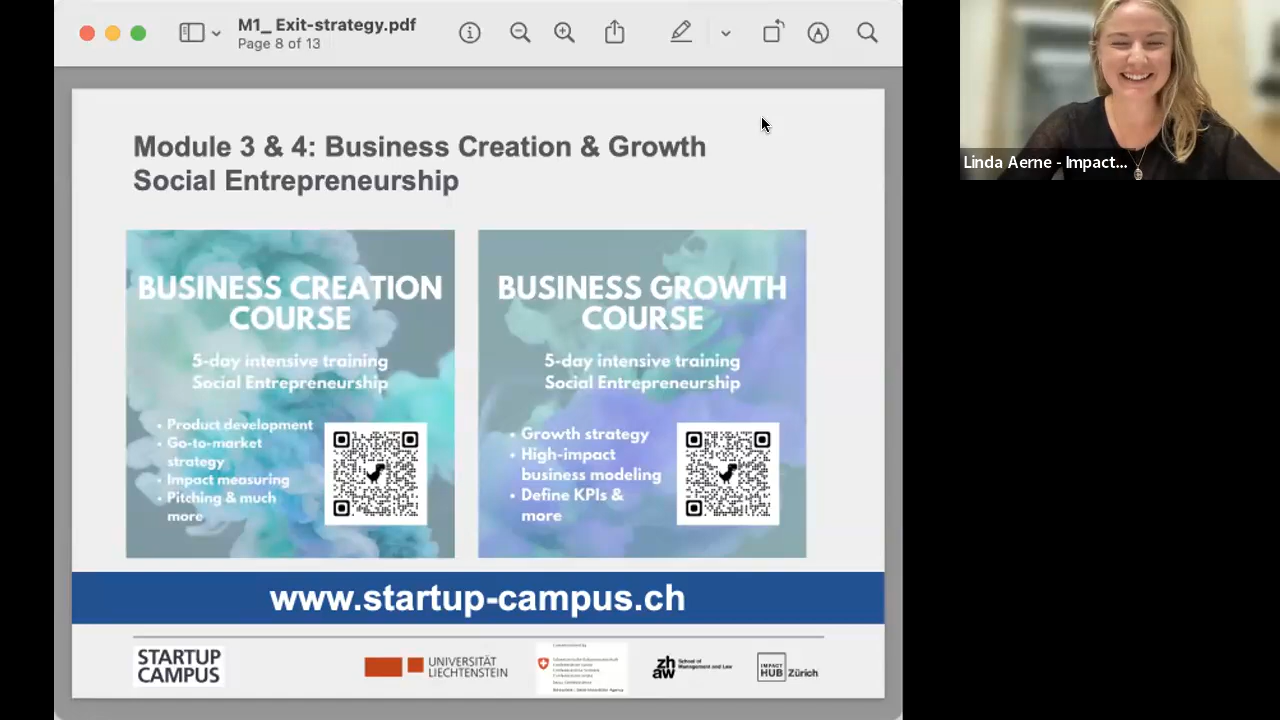 M1_ Exit-strategy.pdf
Page 8 of 13
Linda Aerne - Impact...
Module 3 & 4: Business Creation & Growth
Social Entrepreneurship
BUSINESS CREATION
COURSE
5-day intensive training
Social Entrepreneurship
• Product development
• Go-to-market
strategy
• Impact measuring
• Pitching & much
more
BUSINESS GROWTH
COURSE
5-day intensive training
Social Entrepreneurship
• Growth strategy
• High-impact
business modeling
• Define KPIs &
more
www.startup-campus.ch
STARTUP
CAMPUS
UNIVERSITÄT
LIECHTENSTEIN
zh
aw
School of
Management and Law
IMPACT
HUB Zürich